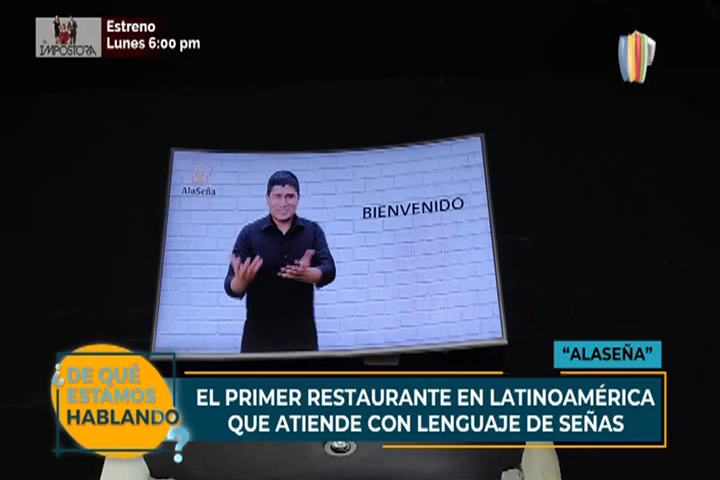 LA
IMPOSTORA
Estreno
Lunes 6:00 pm
AlaSeña
BIENVENIDO
"ALASEÑA"
¿DE QUÉ
ESTAMOS
HABLANDO
?
EL PRIMER RESTAURANTE EN LATINOAMÉRICA
QUE ATIENDE CON LENGUAJE DE SEÑAS